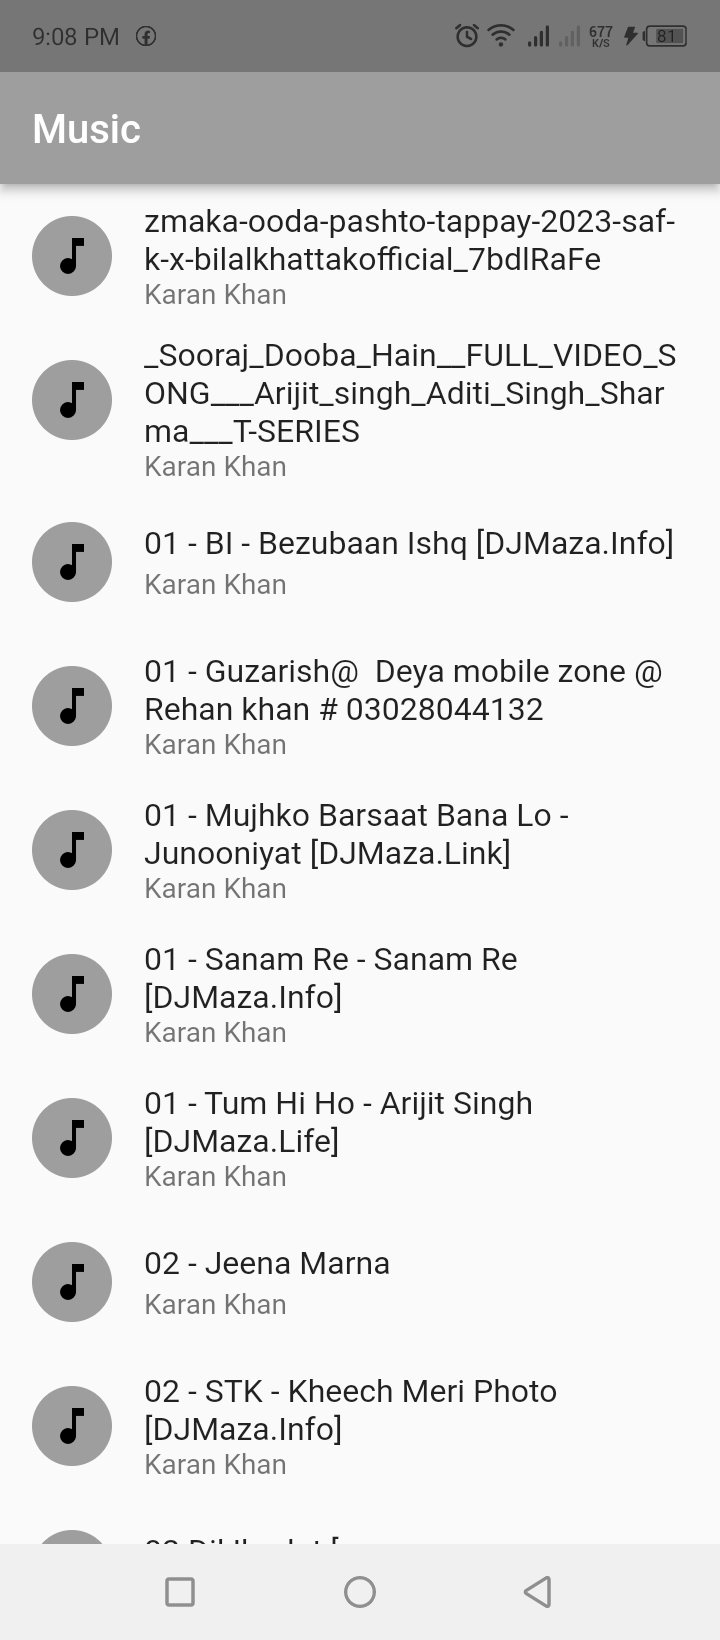 9:08 PM
677
K/S
81
Music
zmaka-ooda-pashto-tappay-2023-saf-
k-x-bilalkhattakofficial_7bdlRaFe
Karan Khan
_Sooraj_Dooba_Hain__FULL_VIDEO_S
ONG___Arijit_singh_Aditi_Singh_Shar
ma___T-SERIES
Karan Khan
01 - BI - Bezubaan Ishq [DJMaza.Info]
Karan Khan
01 - Guzarish@  Deya mobile zone @
Rehan khan # 03028044132
Karan Khan
01 - Mujhko Barsaat Bana Lo -
Junooniyat [DJMaza.Link]
Karan Khan
01 - Sanam Re - Sanam Re
[DJMaza.Info]
Karan Khan
01 - Tum Hi Ho - Arijit Singh
[DJMaza.Life]
Karan Khan
02 - Jeena Marna
Karan Khan
02 - STK - Kheech Meri Photo
[DJMaza.Info]
Karan Khan